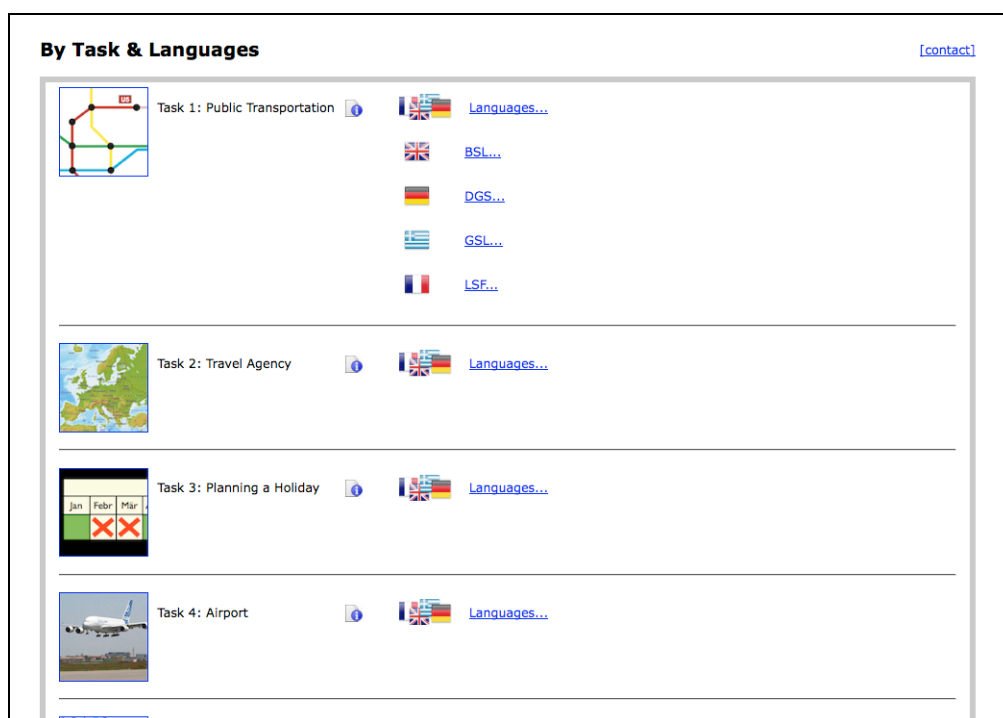 By Task & Languages
[contact]
U5
Task 1: Public Transportation
Languages...
BSL...
DGS...
GSL...
LSF...
Task 2: Travel Agency
Languages...
Task 3: Planning a Holiday
Languages...
Jan Febr Mär
Task 4: Airport
Languages...